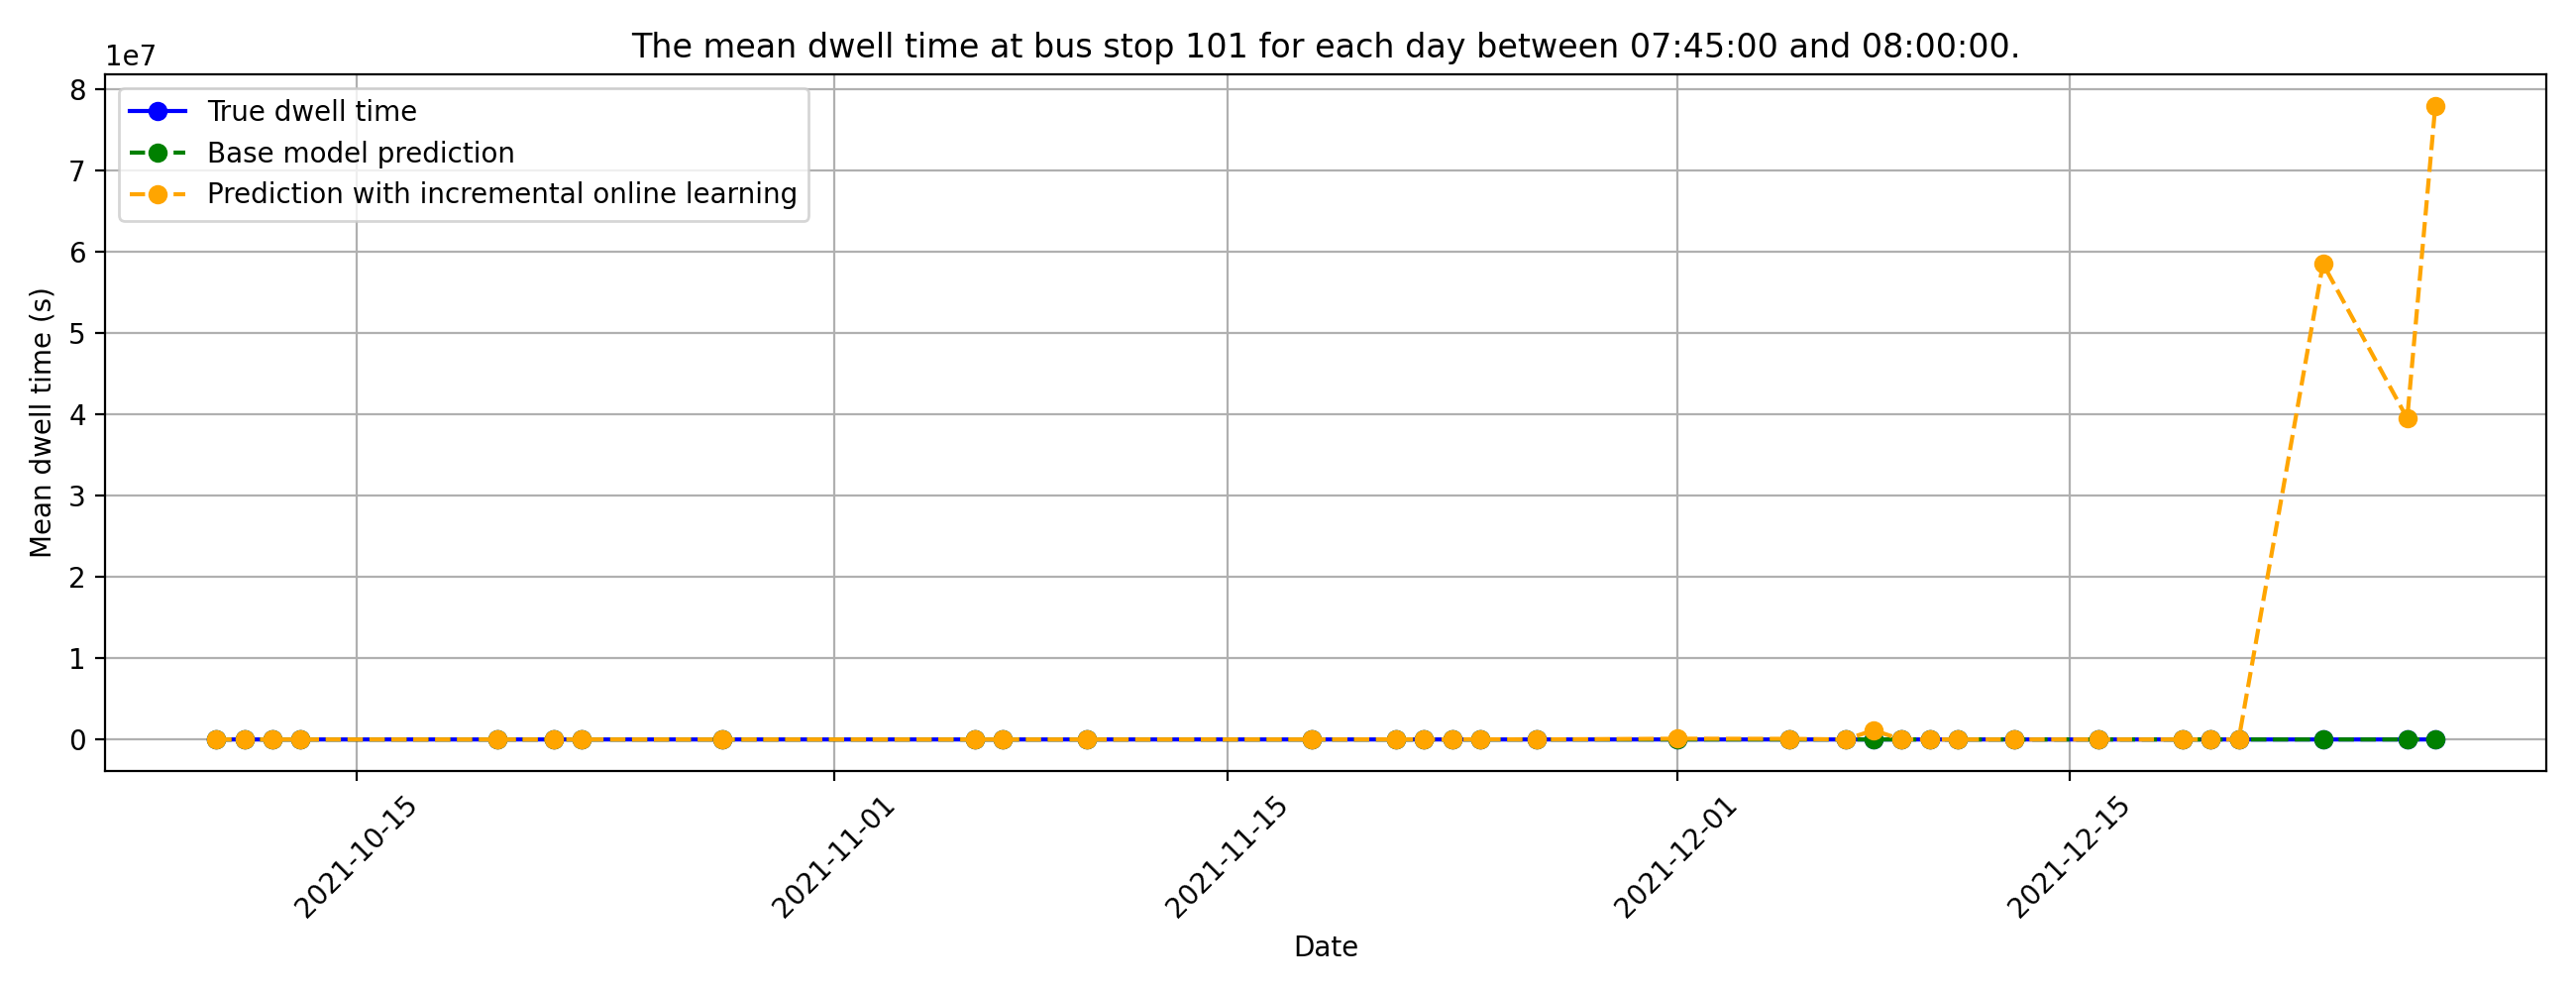 The mean dwell time at bus stop 101 for each day between 07:45:00 and 08:00:00.
1e7
8
7
6
5
4
3
2
1
0
Mean dwell time (s)
True dwell time
Base model prediction
Prediction with incremental online learning
2021-10-15
2021-11-01
2021-11-15
2021-12-01
2021-12-15
Date